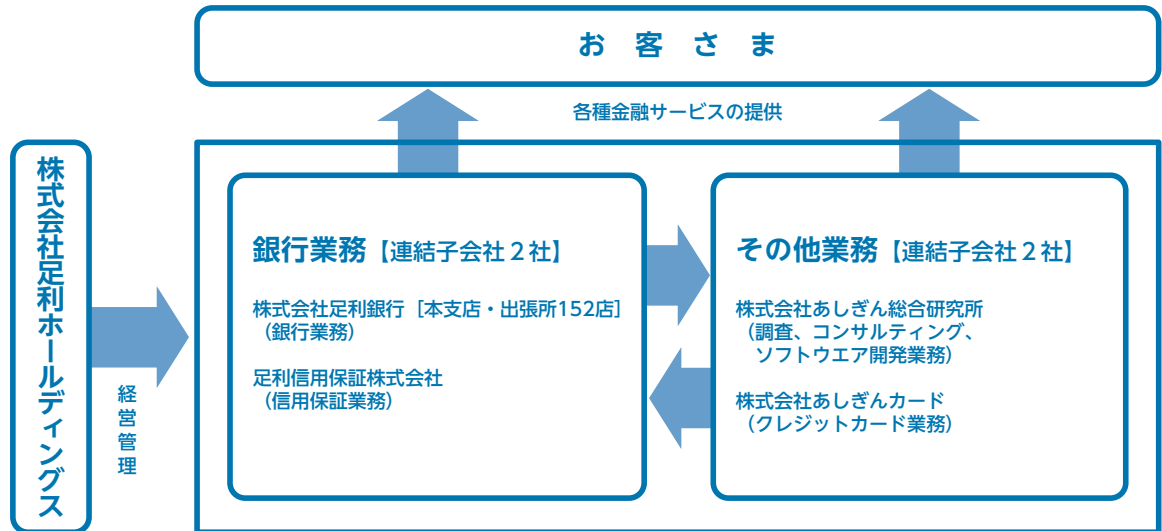 お客さま
各種金融サービスの提供
株式会社足利ホールディングス
経営管理
銀行業務【連結子会社２社】
株式会社足利銀行［本支店・出張所152店］
（銀行業務）
足利信用保証株式会社
（信用保証業務）
その他業務【連結子会社２社】
株式会社あしぎん総合研究所
（調査、コンサルティング、
ソフトウエア開発業務）
株式会社あしぎんカード
（クレジットカード業務）